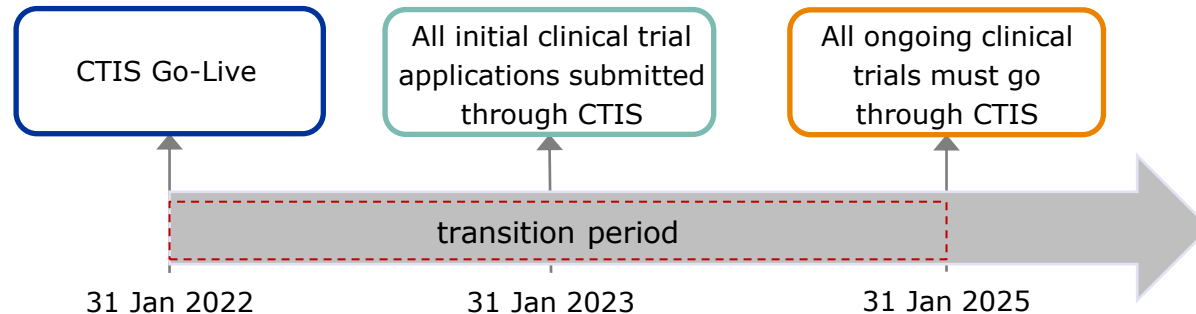 CTIS Go-Live
All initial clinical trial
applications submitted
through CTIS
All ongoing clinical
trials must go
through CTIS
transition period
31 Jan 2022
31 Jan 2023
31 Jan 2025